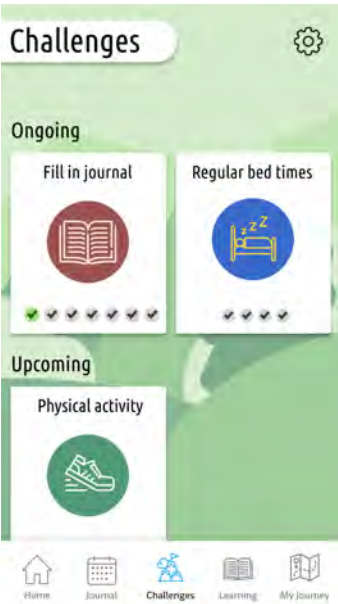 Challenges
Ongoing
Fill in journal
Regular bed times
z z Z
Upcoming
Physical activity
Home
Journal
Challenges
Learning
My Journey